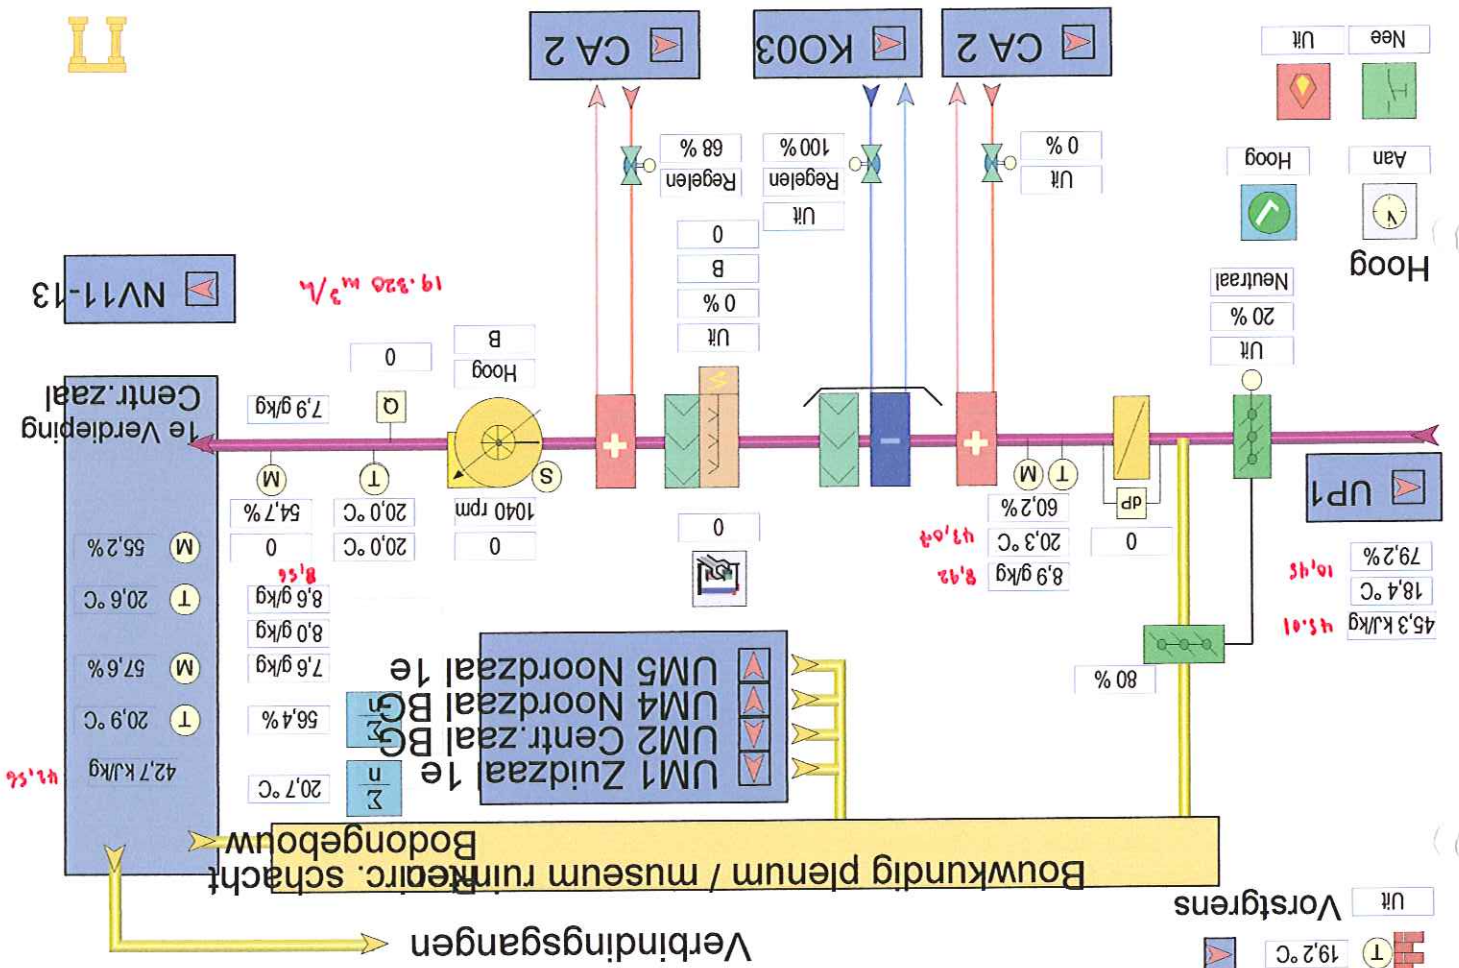 19,2 °C
T
Uit
Vorstgrens
Verbindingsgangen
Bouwkundig plenum / museum ruimte
Recirc. schacht
Bodongebouw
UM1 Zuidzaal 1e
UM2 Centr.zaal BG
UM4 Noordzaal BG
UM5 Noordzaal 1e
Σ
n
20,7 °C
Σ
n
56,4 %
42,7 kJ/kg
42,56
T
20,9 °C
M
57,6 %
T
20,6 °C
M
55,2 %
7,6 g/kg
8,0 g/kg
8,6 g/kg
8,56
80 %
45,3 kJ/kg
45.01
18,4 °C
10,45
79,2 %
UP1
8,9 g/kg
8,92
20,3 °C
43,07
60,2 %
T
M
0
dP
0
0
1040 rpm
S
20,0 °C
20,0 °C
T
0
54,7 %
M
1e Verdieping
Centr.zaal
7,9 g/kg
Q
0
19.320 m³/h
NV11-13
Hoog
B
Uit
0 %
B
0
Uit
20 %
Neutraal
Hoog
Aan
Hoog
Nee
Uit
Uit
0 %
CA 2
Uit
Regelen
100 %
KO03
Regelen
68 %
CA 2